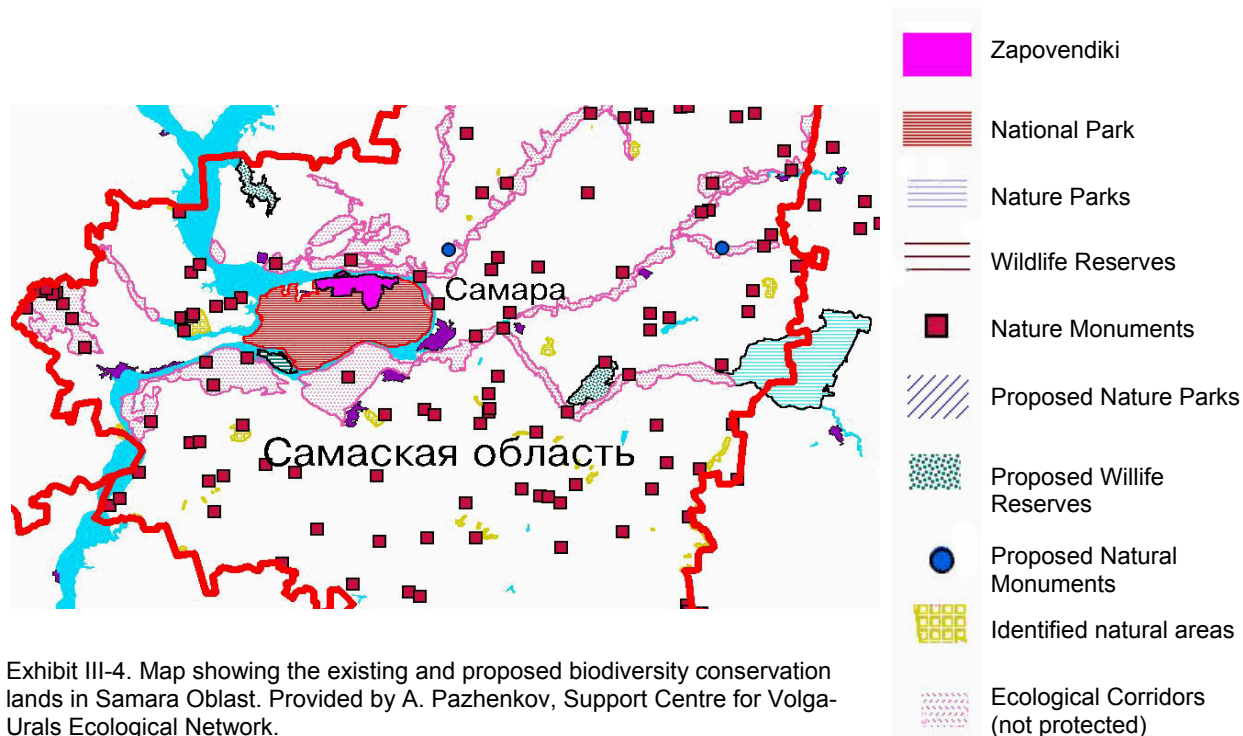 Zapovendiki
National Park
Nature Parks
Wildlife Reserves
Nature Monuments
Proposed Nature Parks
Proposed Willife
Reserves
Proposed Natural
Monuments
Identified natural areas
Ecological Corridors
(not protected)
Самара
Самаская область
Exhibit III-4. Map showing the existing and proposed biodiversity conservation
lands in Samara Oblast. Provided by A. Pazhenkov, Support Centre for Volga-
Urals Ecological Network.